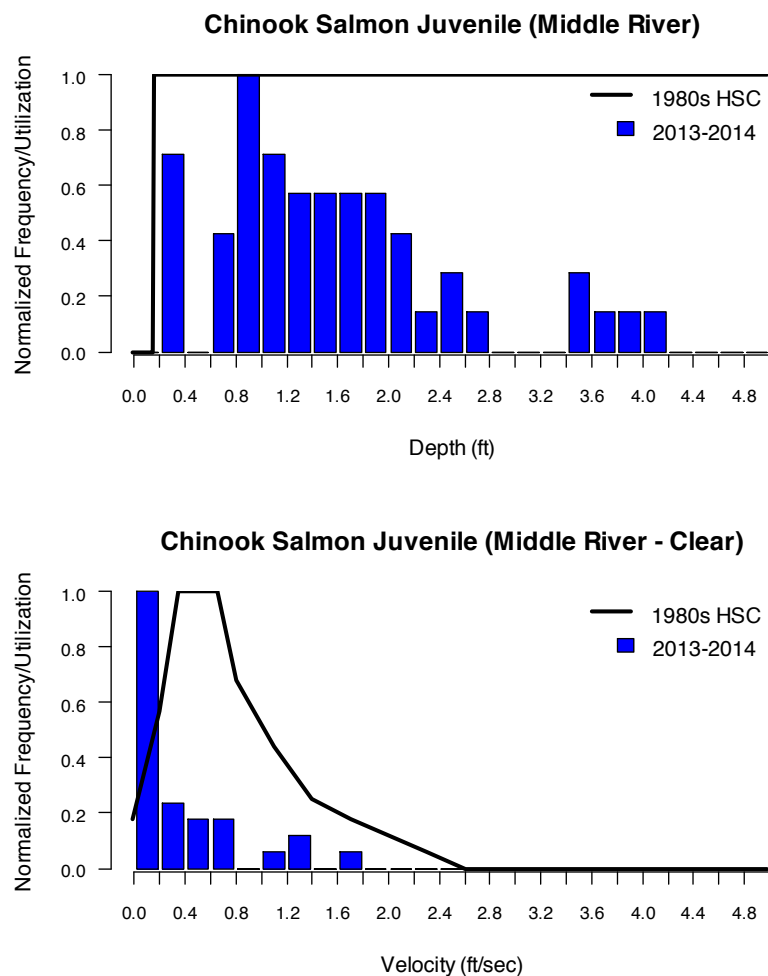 Chinook Salmon Juvenile (Middle River)
Normalized Frequency/Utilization
1.0
0.8
0.6
0.4
0.2
0.0
1980s HSC
2013-2014
0.0 0.4 0.8 1.2 1.6 2.0 2.4 2.8 3.2 3.6 4.0 4.4 4.8
Depth (ft)
Chinook Salmon Juvenile (Middle River - Clear)
Normalized Frequency/Utilization
1.0
0.8
0.6
0.4
0.2
0.0
1980s HSC
2013-2014
0.0 0.4 0.8 1.2 1.6 2.0 2.4 2.8 3.2 3.6 4.0 4.4 4.8
Velocity (ft/sec)